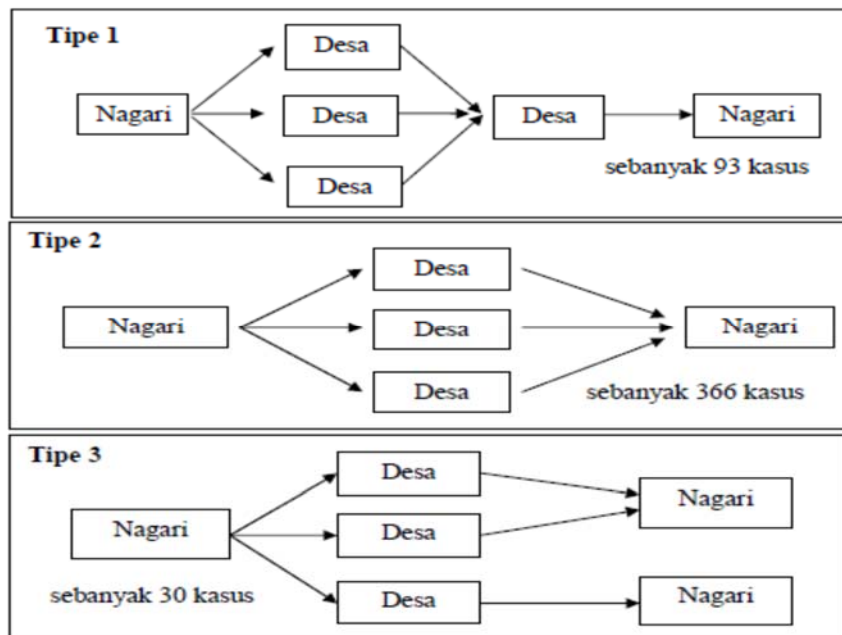 Tipe 1
Desa
Nagari
Desa
Desa
Nagari
Desa
sebanyak 93 kasus
Tipe 2
Desa
Nagari
Desa
Nagari
Desa
sebanyak 366 kasus
Tipe 3
Desa
Nagari
Nagari
Desa
sebanyak 30 kasus
Desa
Nagari